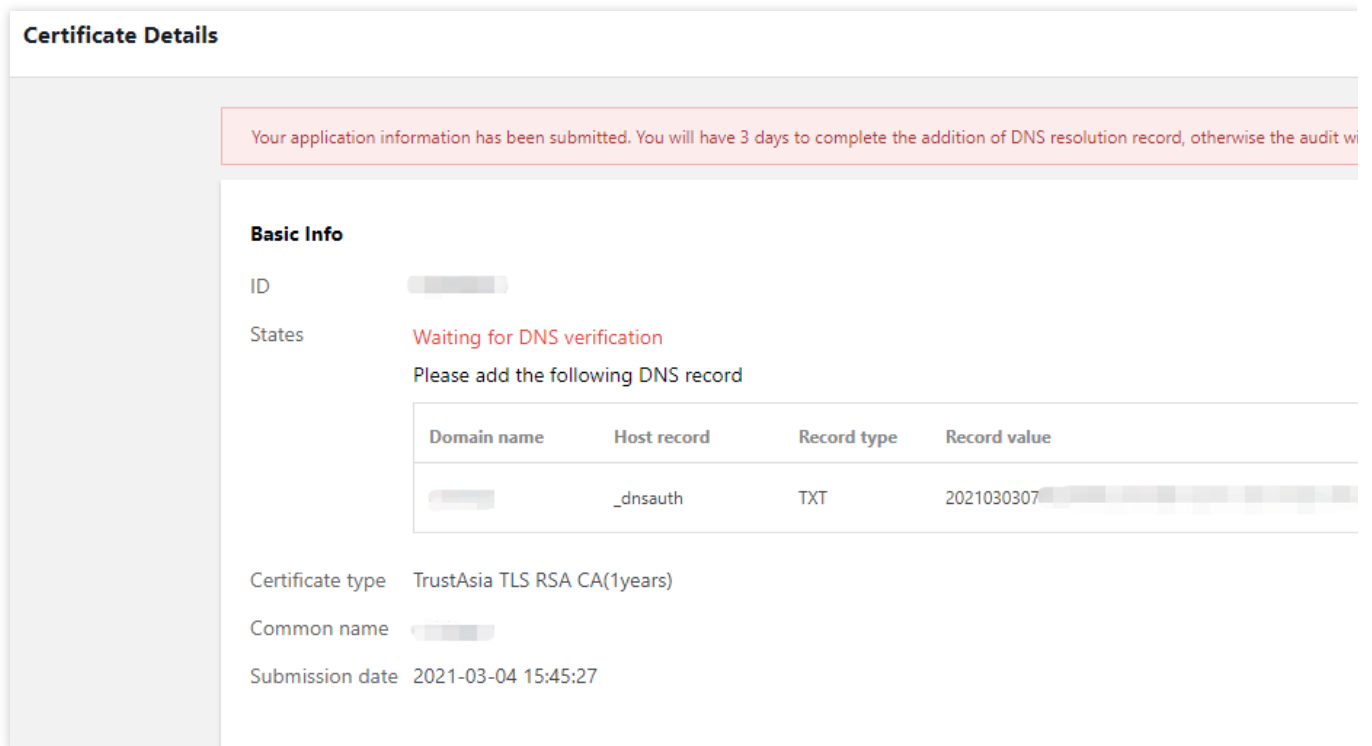 Certificate Details
Your application information has been submitted. You will have 3 days to complete the addition of DNS resolution record, otherwise the audit
Basic Info
ID
States Waiting for DNS verification
Please add the following DNS record
Domain name Host record Record type Record value
_dnsauth TXT 2021030307
Certificate type TrustAsia TLS RSA CA(1years)
Common name
Submission date 2021-03-04 15:45:27